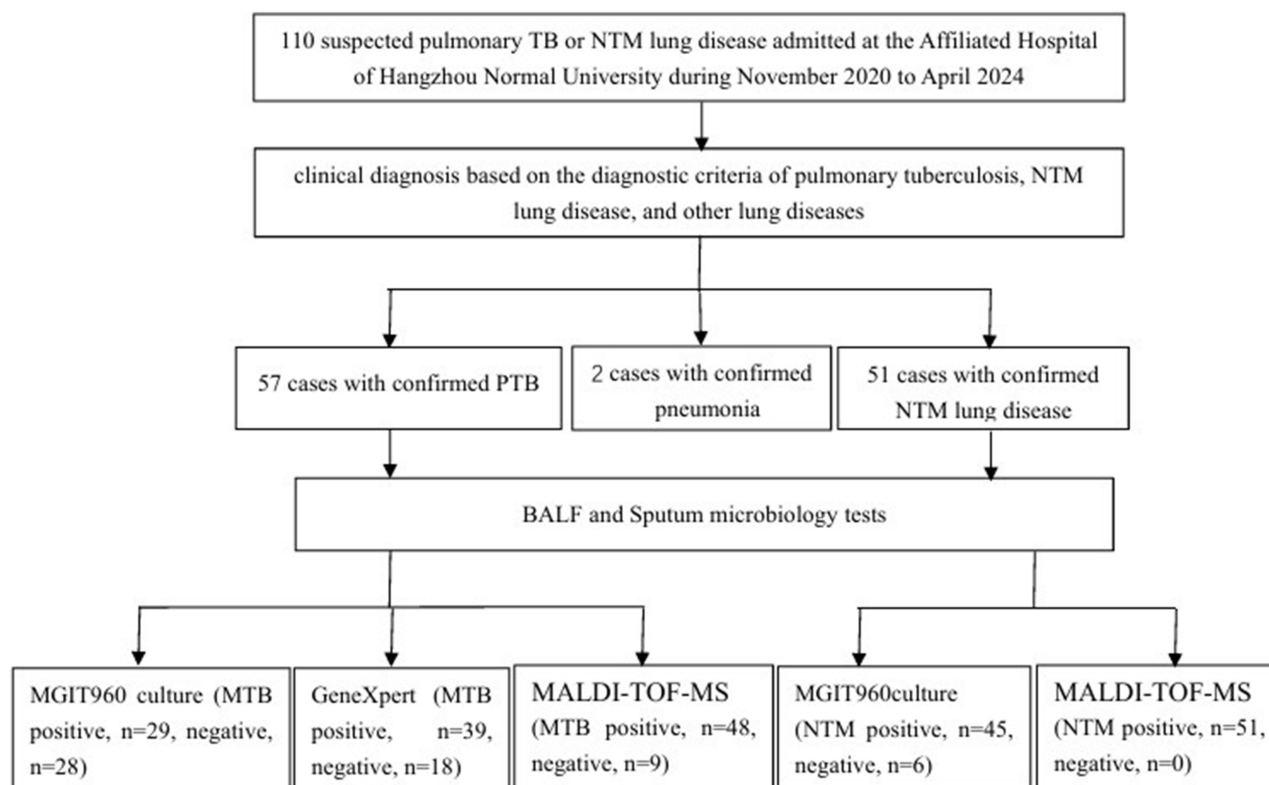 110 suspected pulmonary TB or NTM lung disease admitted at the Affiliated Hospital
of Hangzhou Normal University during November 2020 to April 2024
clinical diagnosis based on the diagnostic criteria of pulmonary tuberculosis, NTM
lung disease, and other lung diseases
57 cases with confirmed PTB
2 cases with confirmed
pneumonia
51 cases with confirmed
NTM lung disease
BALF and Sputum microbiology tests
MGIT960 culture (MTB
positive, n=29, negative,
n=28)
GeneXpert (MTB
positive, n=39,
negative, n=18)
MALDI-TOF-MS
(MTB positive, n=48,
negative, n=9)
MGIT960culture
(NTM positive, n=45,
negative, n=6)
MALDI-TOF-MS
(NTM positive, n=51,
negative, n=0)